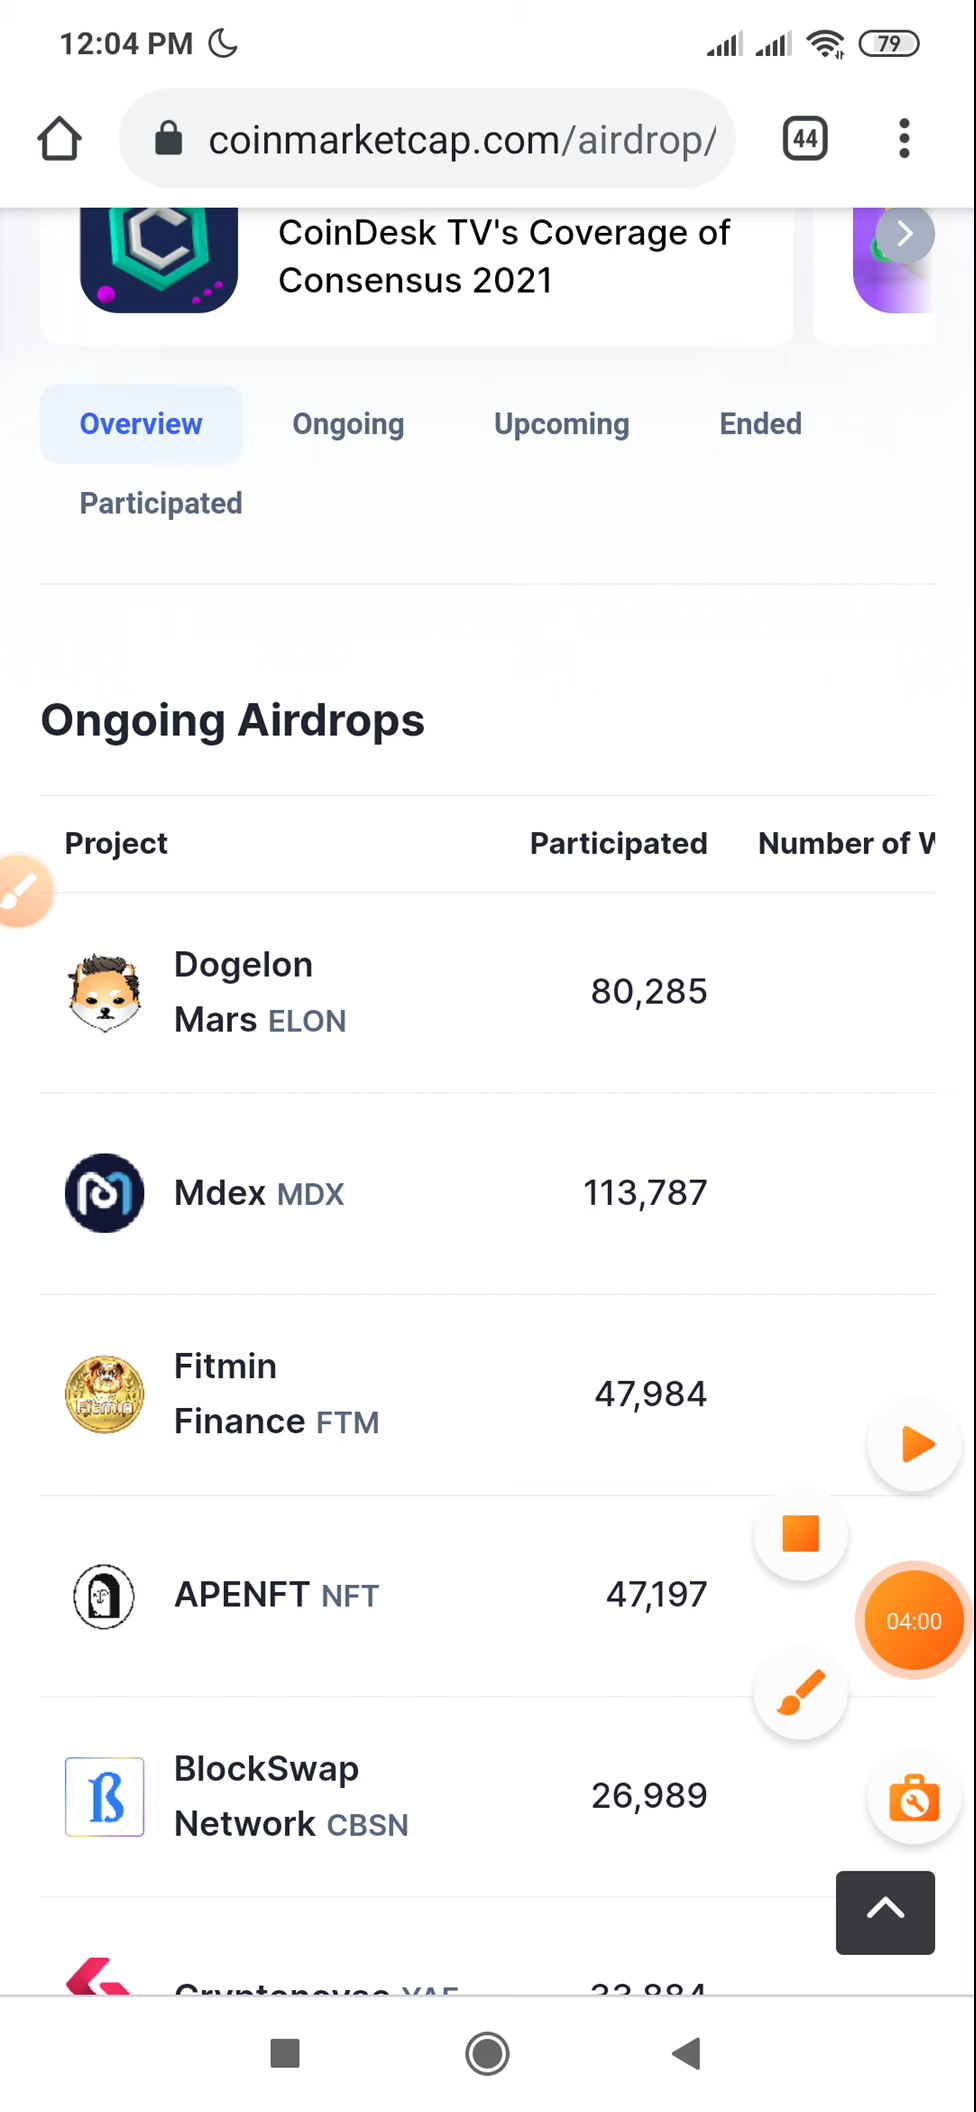 12:04 PM
79
coinmarketcap.com/airdrop/
44
CoinDesk TV's Coverage of
Consensus 2021
Overview
Ongoing
Upcoming
Ended
Participated
Ongoing Airdrops
Project
Participated
Number of W
Dogelon
Mars ELON
80,285
Mdex MDX
113,787
Fitmin
Finance FTM
47,984
APENFT NFT
47,197
04:00
BlockSwap
Network CBSN
26,989